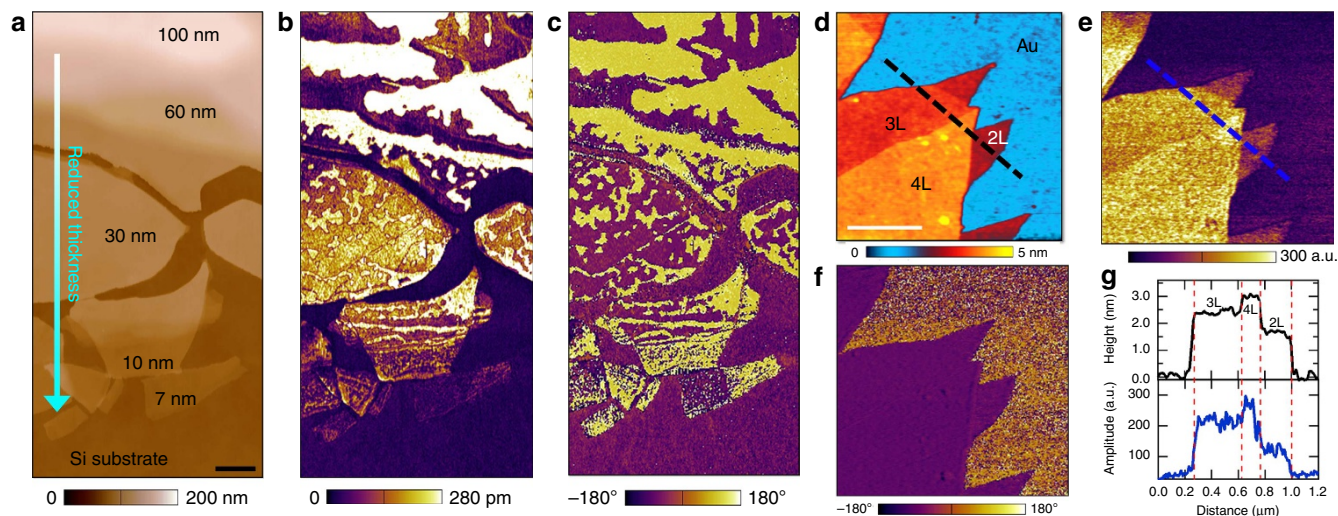 a
100 nm
60 nm
Reduced thickness
30 nm
10 nm
7 nm
Si substrate
0 200 nm
b
0 280 pm
c
−180° 180°
d
Au
3L
2L
4L
0 5 nm
e
300 a.u.
f
−180° 180°
g
Height (nm)
3.0
2.0
1.0
0.0
3L
4L
2L
Amplitude (a.u.)
300
200
100
0.0 0.2 0.4 0.6 0.8 1.0 1.2
Distance (μm)